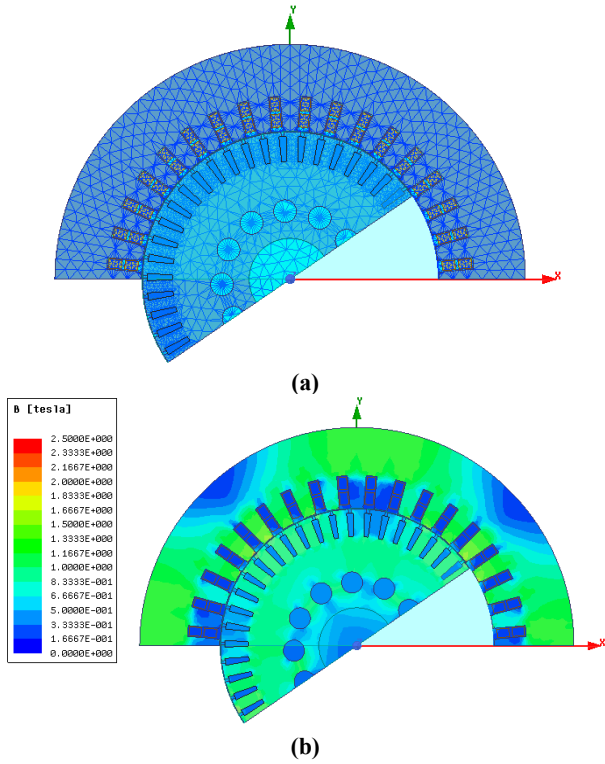 Y
X
(a)
B [tesla]
2.5000E+000
2.3333E+000
2.1667E+000
2.0000E+000
1.8333E+000
1.6667E+000
1.5000E+000
1.3333E+000
1.1667E+000
1.0000E+000
8.3333E-001
6.6667E-001
5.0000E-001
3.3333E-001
1.6667E-001
0.0000E+000
Y
X
(b)